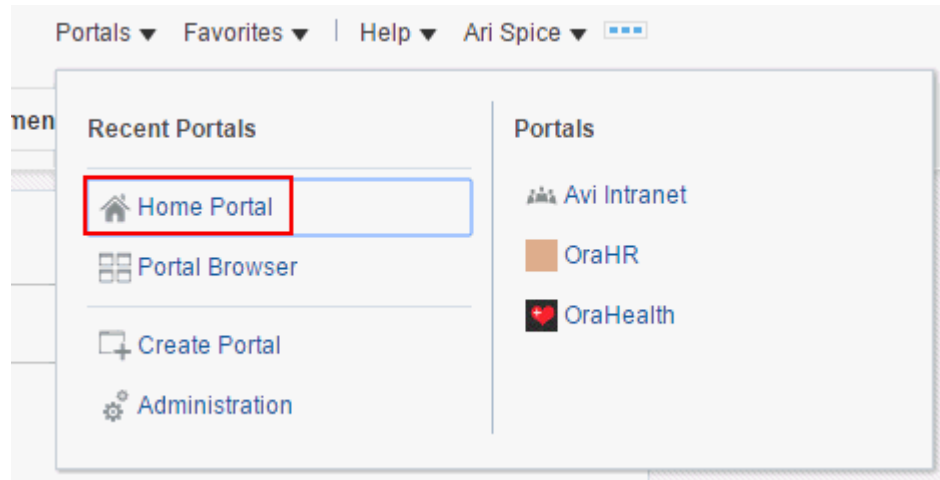 Portals Favorites Help Ari Spice
men
Recent Portals
Home Portal
Portal Browser
Create Portal
Administration
Portals
Avi Intranet
OraHR
OraHealth